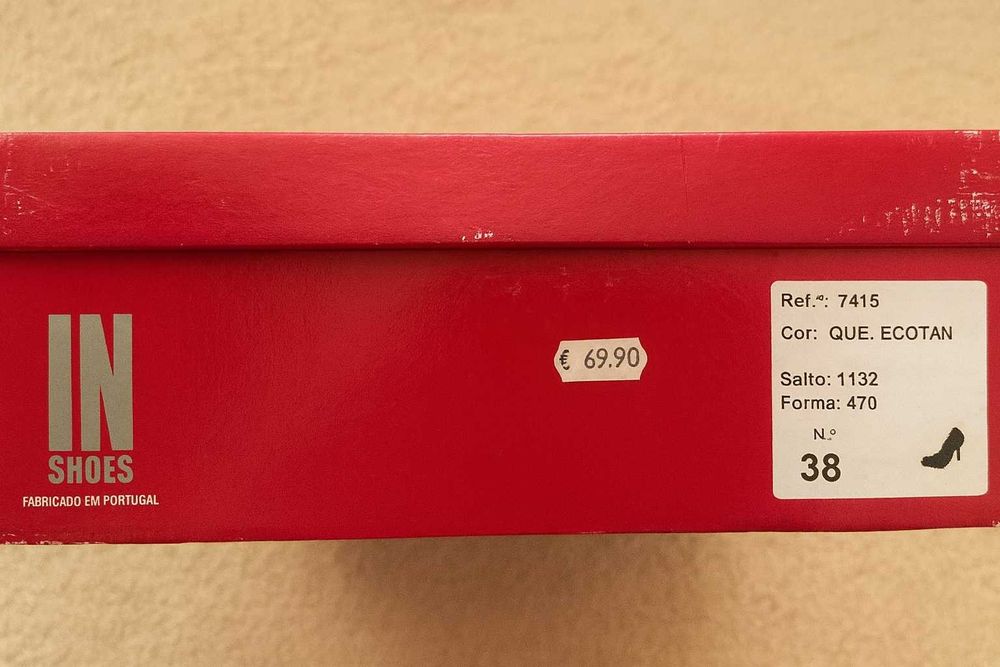 IN
SHOES
FABRICADO EM PORTUGAL
€ 69.90
Ref.ª: 7415
Cor: QUE. ECOTAN
Salto: 1132
Forma: 470
N.º
38